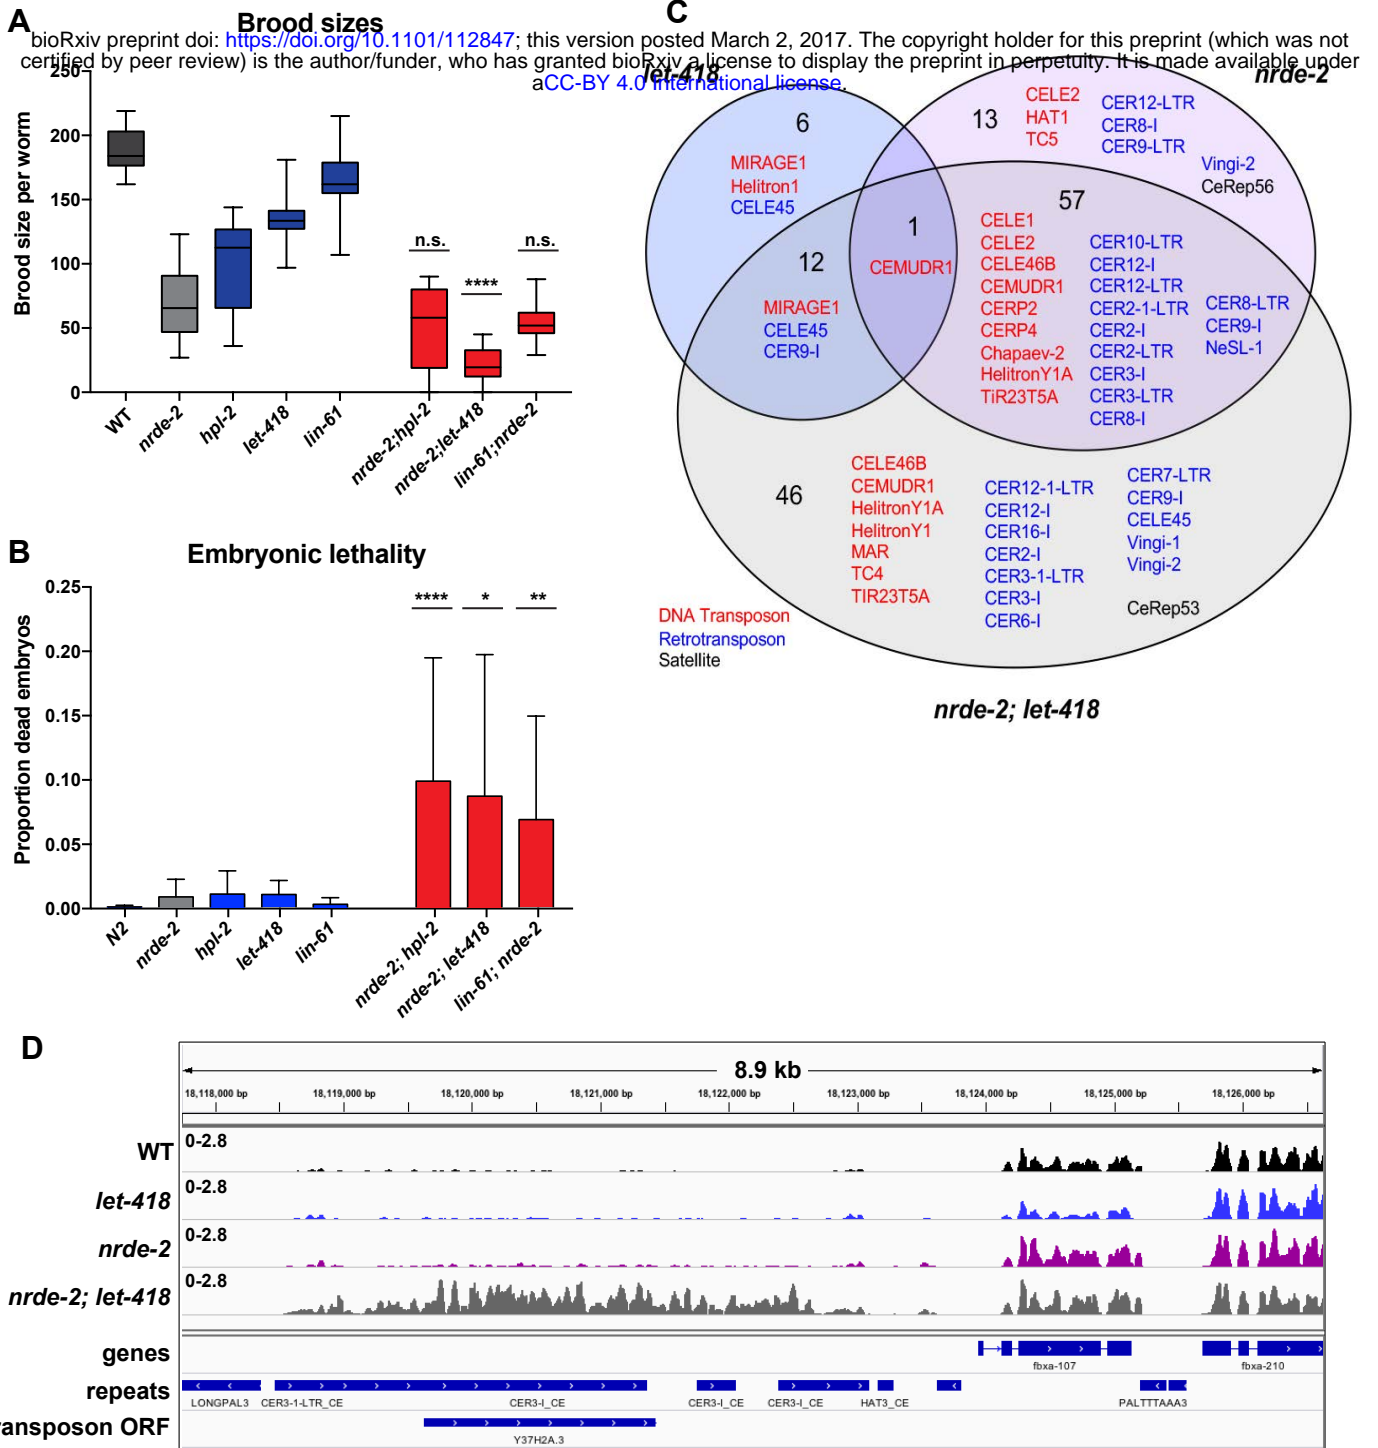 A
Brood sizes
C
bioRxiv preprint doi: https://doi.org/10.1101/112847; this version posted March 2, 2017. The copyright holder for this preprint (which was not
certified by peer review) is the author/funder, who has granted bioRxiv a license to display the preprint in perpetuity. It is made available under
aCC-BY 4.0 International license.
Brood size per worm
250
200
150
100
50
0
n.s.
****
n.s.
WT
nrde-2
hpl-2
let-418
lin-61
nrde-2;hpl-2
nrde-2;let-418
lin-61;nrde-2
let-418
nrde-2
6
MIRAGE1
Helitron1
CELE45
13
CELE2
HAT1
TC5
CER12-LTR
CER8-I
CER9-LTR
Vingi-2
CeRep56
1
CEMUDR1
12
MIRAGE1
CELE45
CER9-I
57
CELE1
CELE2
CELE46B
CEMUDR1
CERP2
CERP4
Chapaev-2
HelitronY1A
TiR23T5A
CER10-LTR
CER12-I
CER12-LTR
CER2-1-LTR
CER2-I
CER2-LTR
CER3-I
CER3-LTR
CER8-I
CER8-LTR
CER9-I
NeSL-1
46
CELE46B
CEMUDR1
HelitronY1A
HelitronY1
MAR
TC4
TIR23T5A
CER12-1-LTR
CER12-I
CER16-I
CER2-I
CER3-1-LTR
CER3-I
CER6-I
CER7-LTR
CER9-I
CELE45
Vingi-1
Vingi-2
CeRep53
DNA Transposon
Retrotransposon
Satellite
nrde-2; let-418
B
Embryonic lethality
Proportion dead embryos
0.25
0.20
0.15
0.10
0.05
0.00
****
*
**
N2
nrde-2
hpl-2
let-418
lin-61
nrde-2; hpl-2
nrde-2; let-418
lin-61; nrde-2
D
8.9 kb
18,118,000 bp
18,119,000 bp
18,120,000 bp
18,121,000 bp
18,122,000 bp
18,123,000 bp
18,124,000 bp
18,125,000 bp
18,126,000 bp
WT
0-2.8
let-418
0-2.8
nrde-2
0-2.8
nrde-2; let-418
0-2.8
genes
fbxa-107
fbxa-210
repeats
LONGPAL3
CER3-1-LTR_CE
CER3-I_CE
CER3-I_CE
CER3-I_CE
HAT3_CE
PALTTTAAA3
ransposon ORF
Y37H2A.3